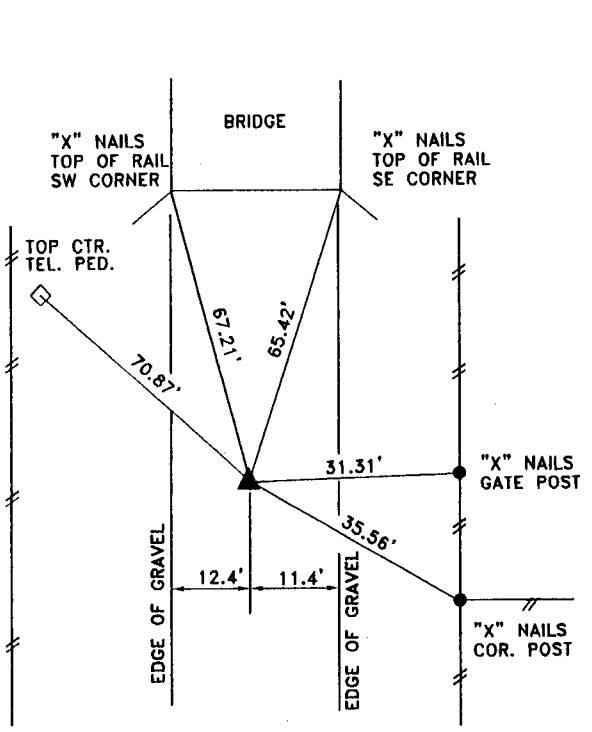 BRIDGE
"X" NAILS
TOP OF RAIL
SW CORNER
"X" NAILS
TOP OF RAIL
SE CORNER
TOP CTR.
TEL. PED.
67.21'
65.42'
70.87'
31.31'
"X" NAILS
GATE POST
35.56'
12.4'
11.4'
EDGE OF GRAVEL
EDGE OF GRAVEL
"X" NAILS
COR. POST